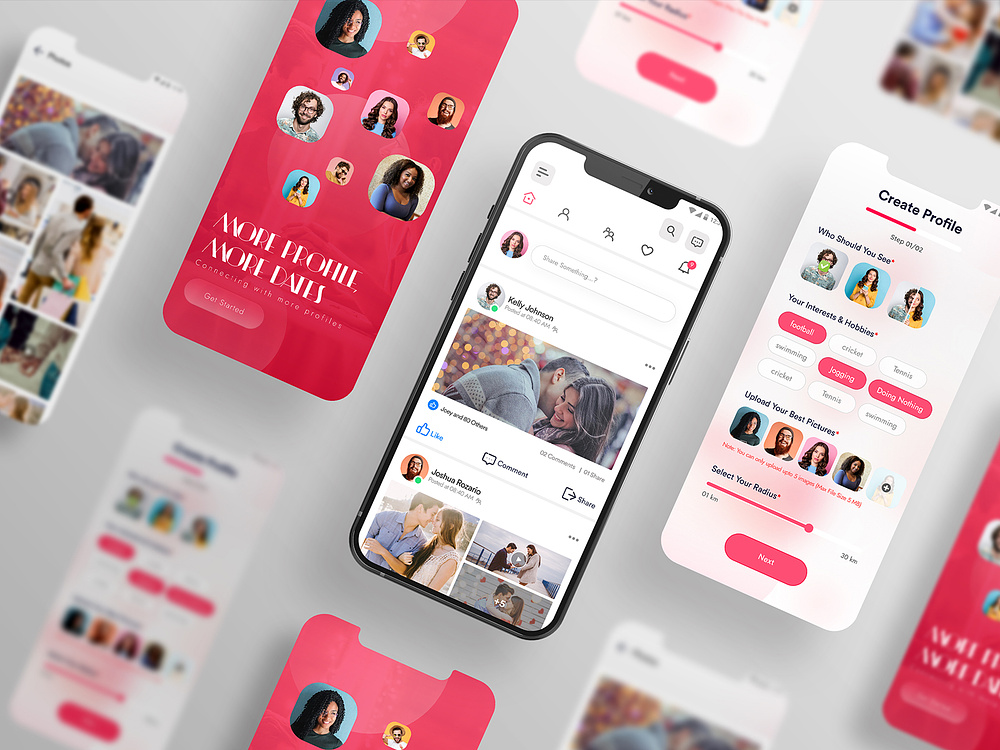 Photos
MORE PROFILE,
MORE DATES
Connecting with more profiles
Get Started
Next
12:
Share Something...?
Kelly Johnson
Posted at 08:40 AM
Joey and 80 Others
02 Comments | 01 Share
Like
Comment
Share
Joshua Rozario
Posted at 08:40 AM
+5
Create Profile
Step 01/02
Who Should You See*
Your Interests & Hobbies*
football
cricket
Tennis
swimming
Jogging
Doing Nothing
cricket
Tennis
swimming
Upload Your Best Pictures*
Note: You can only upload upto 5 images (Max File Size 5 MB)
Select Your Radius*
01 km
30 km
Next
Create Profile